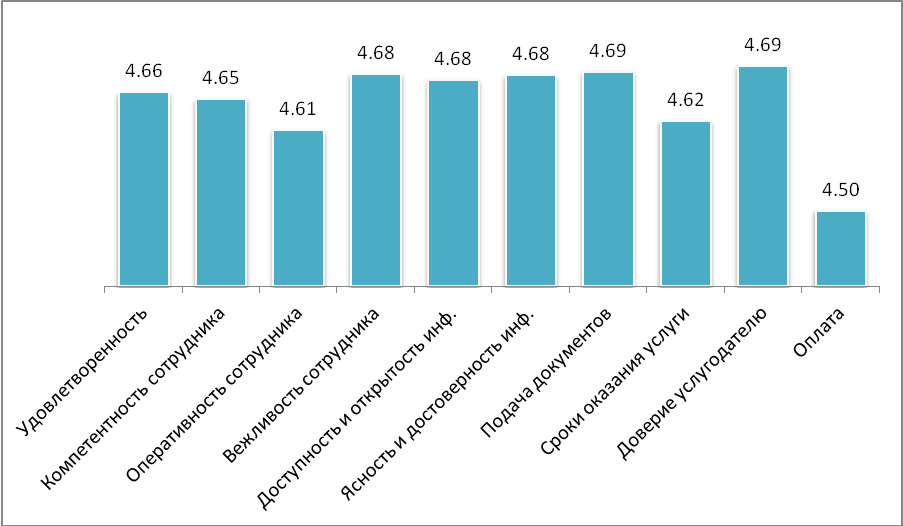 4.66
4.65
4.61
4.68
4.68
4.68
4.69
4.62
4.69
4.50
Удовлетворенность
Компетентность сотрудника
Оперативность сотрудника
Вежливость сотрудника
Доступность и открытость инф.
Ясность и достоверность инф.
Подача документов
Сроки оказания услуги
Доверие услугодателю
Оплата